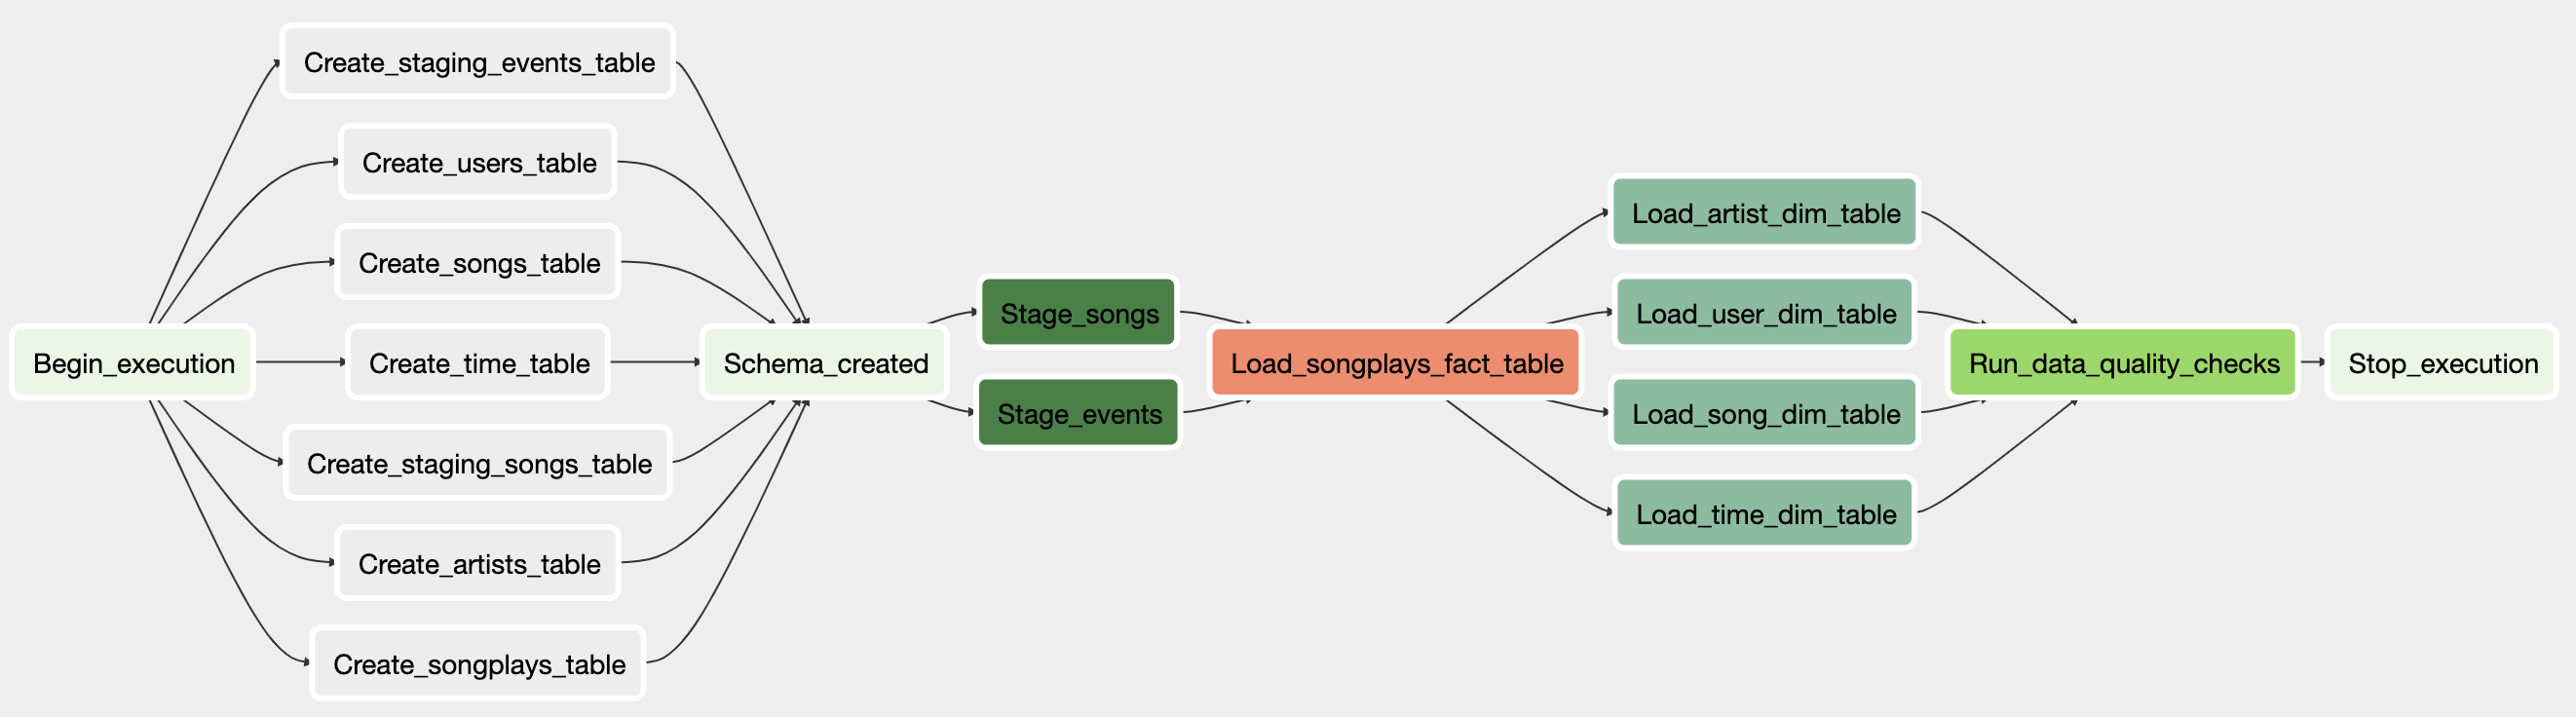 Begin_execution
Create_staging_events_table
Create_users_table
Create_songs_table
Create_time_table
Create_staging_songs_table
Create_artists_table
Create_songplays_table
Schema_created
Stage_songs
Stage_events
Load_songplays_fact_table
Load_artist_dim_table
Load_user_dim_table
Load_song_dim_table
Load_time_dim_table
Run_data_quality_checks
Stop_execution